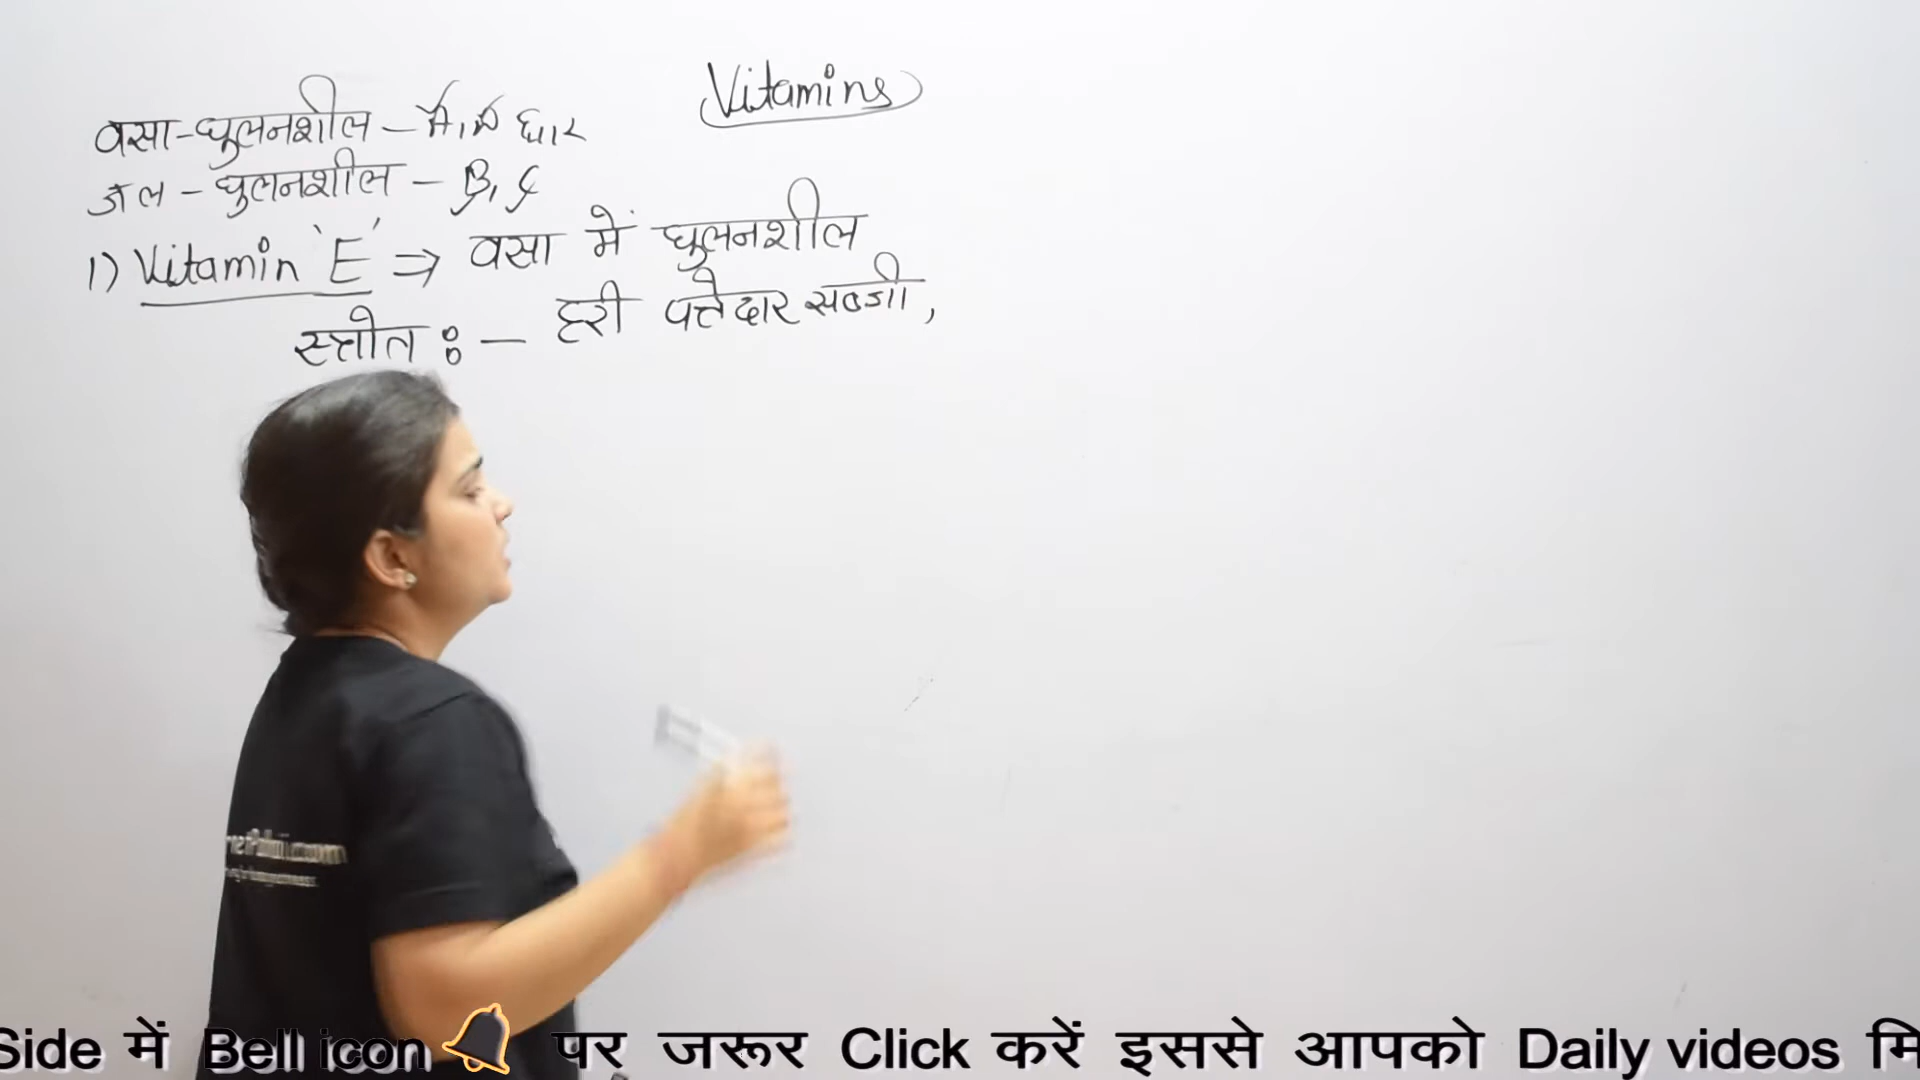 Vitamins
वसा-घुलनशील -
जल - घुलनशील - B, C
1) Vitamin 'E' ⇒ वसा में घुलनशील
स्त्रोत :- हरी पत्तेदार सब्जी,
Side में Bell icon 🔔 पर जरूर Click करें इससे आपको Daily videos मि